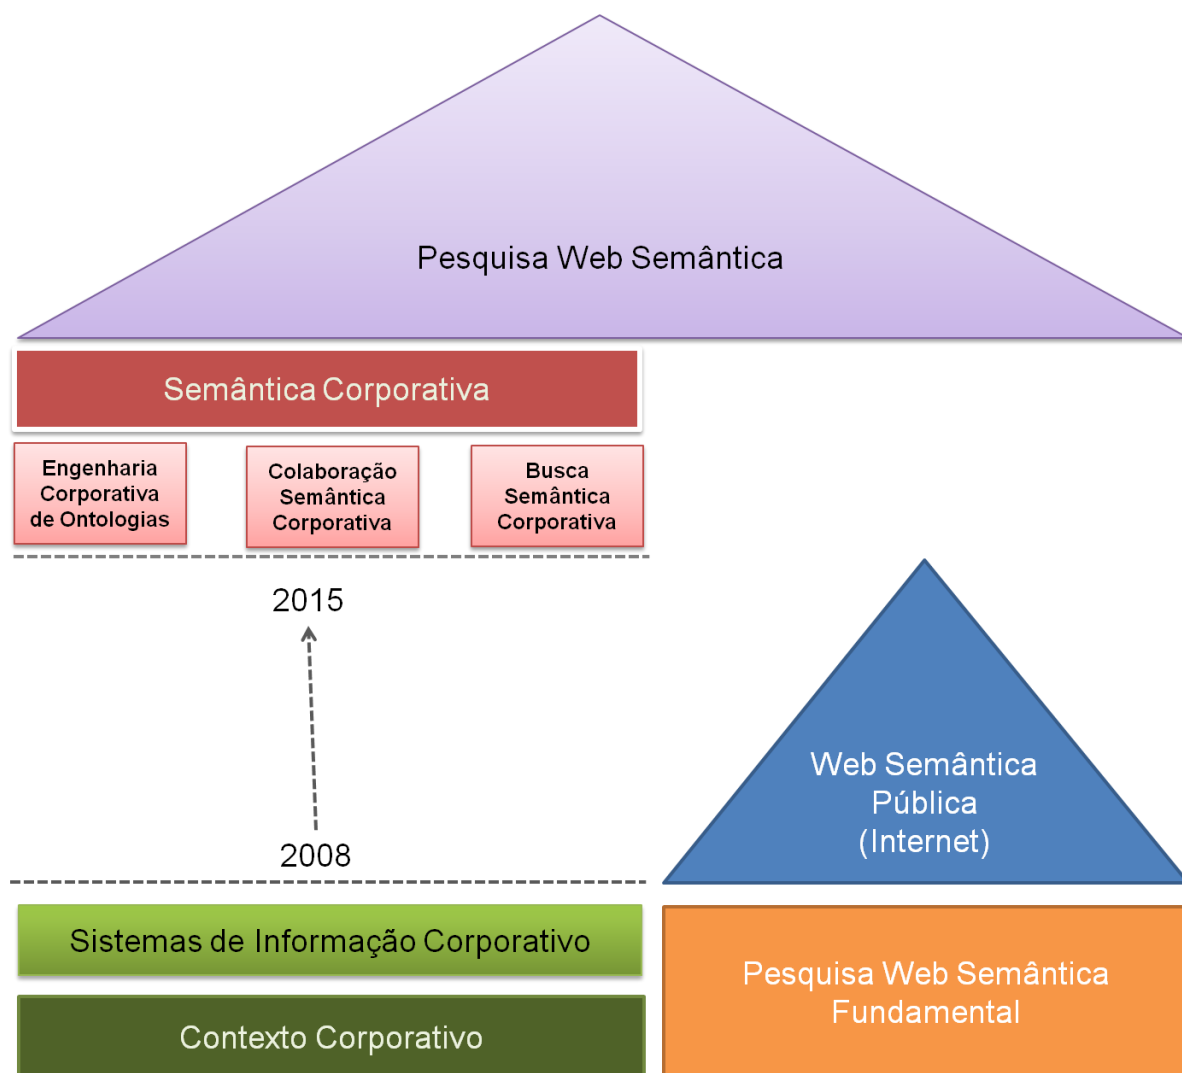 Pesquisa Web Semântica
Semântica Corporativa
Engenharia
Corporativa
de Ontologias
Colaboração
Semântica
Corporativa
Busca
Semântica
Corporativa
2015
2008
Web Semântica
Pública
(Internet)
Sistemas de Informação Corporativo
Contexto Corporativo
Pesquisa Web Semântica
Fundamental